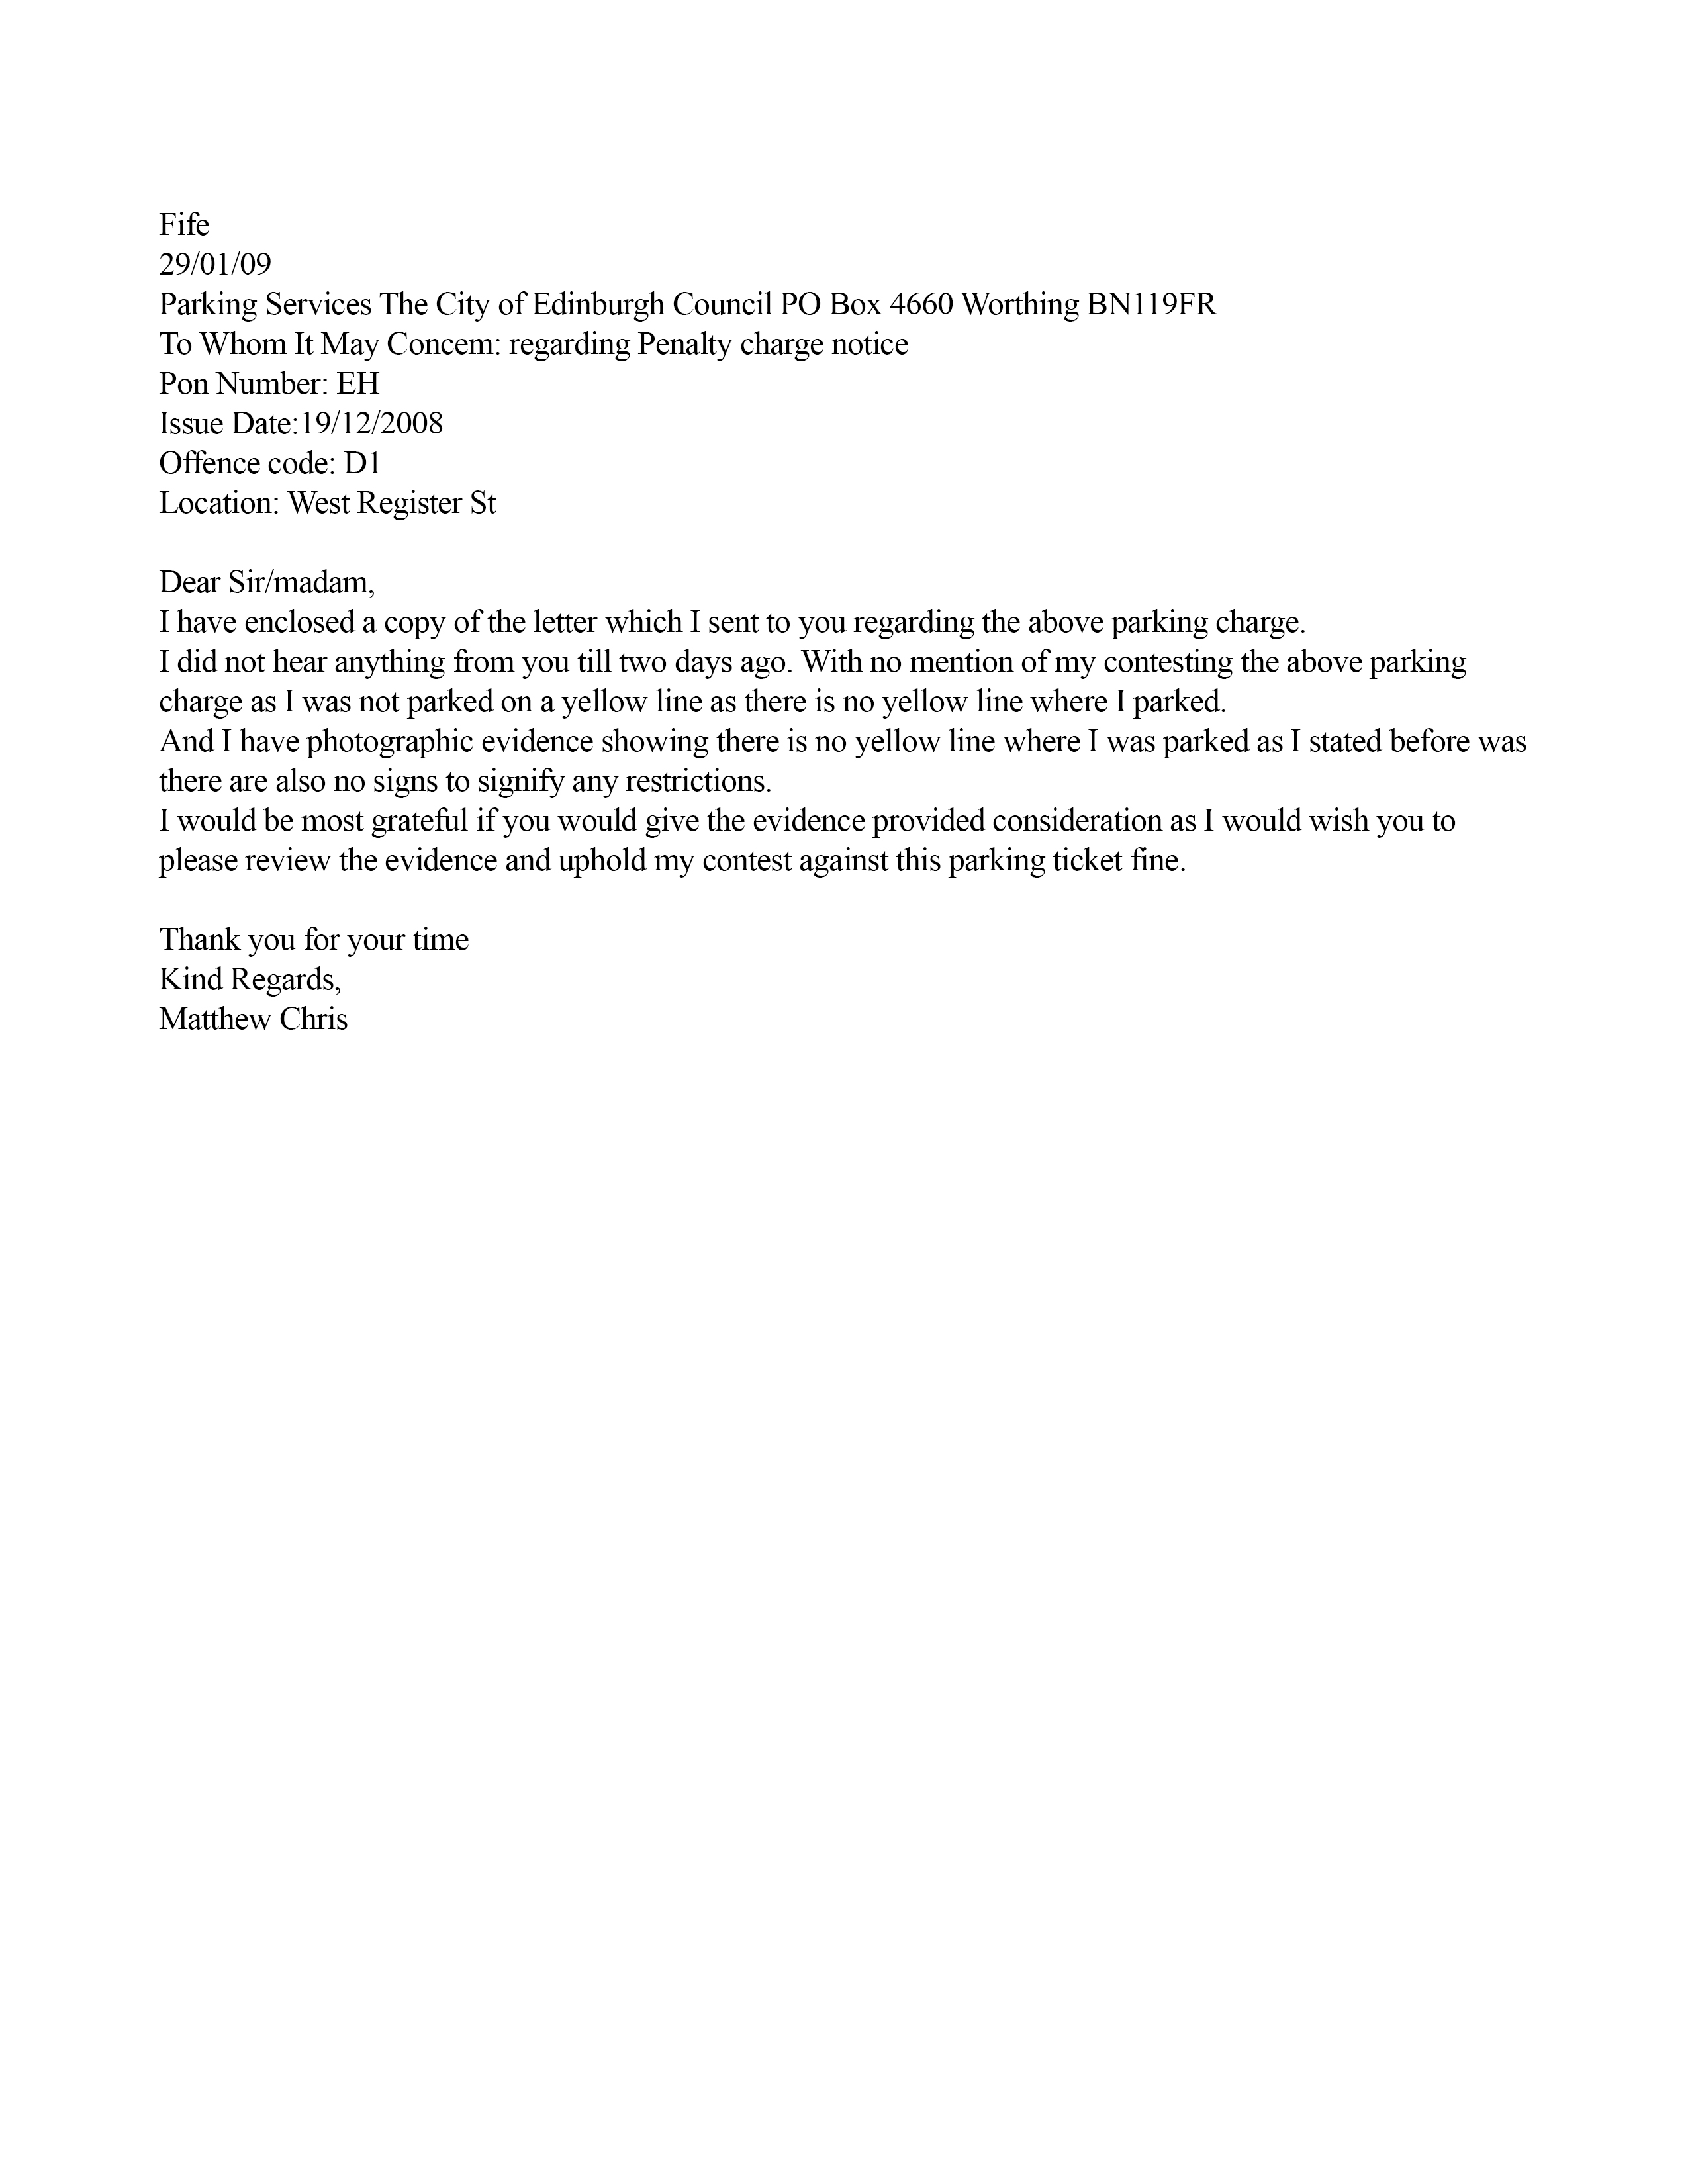 Fife
29/01/09
Parking Services The City of Edinburgh Council PO Box 4660 Worthing BN119FR
To Whom It May Concem: regarding Penalty charge notice
Pon Number: EH
Issue Date:19/12/2008
Offence code: D1
Location: West Register St
Dear Sir/madam,
I have enclosed a copy of the letter which I sent to you regarding the above parking charge.
I did not hear anything from you till two days ago. With no mention of my contesting the above parking
charge as I was not parked on a yellow line as there is no yellow line where I parked.
And I have photographic evidence showing there is no yellow line where I was parked as I stated before was
there are also no signs to signify any restrictions.
I would be most grateful if you would give the evidence provided consideration as I would wish you to
please review the evidence and uphold my contest against this parking ticket fine.
Thank you for your time
Kind Regards,
Matthew Chris